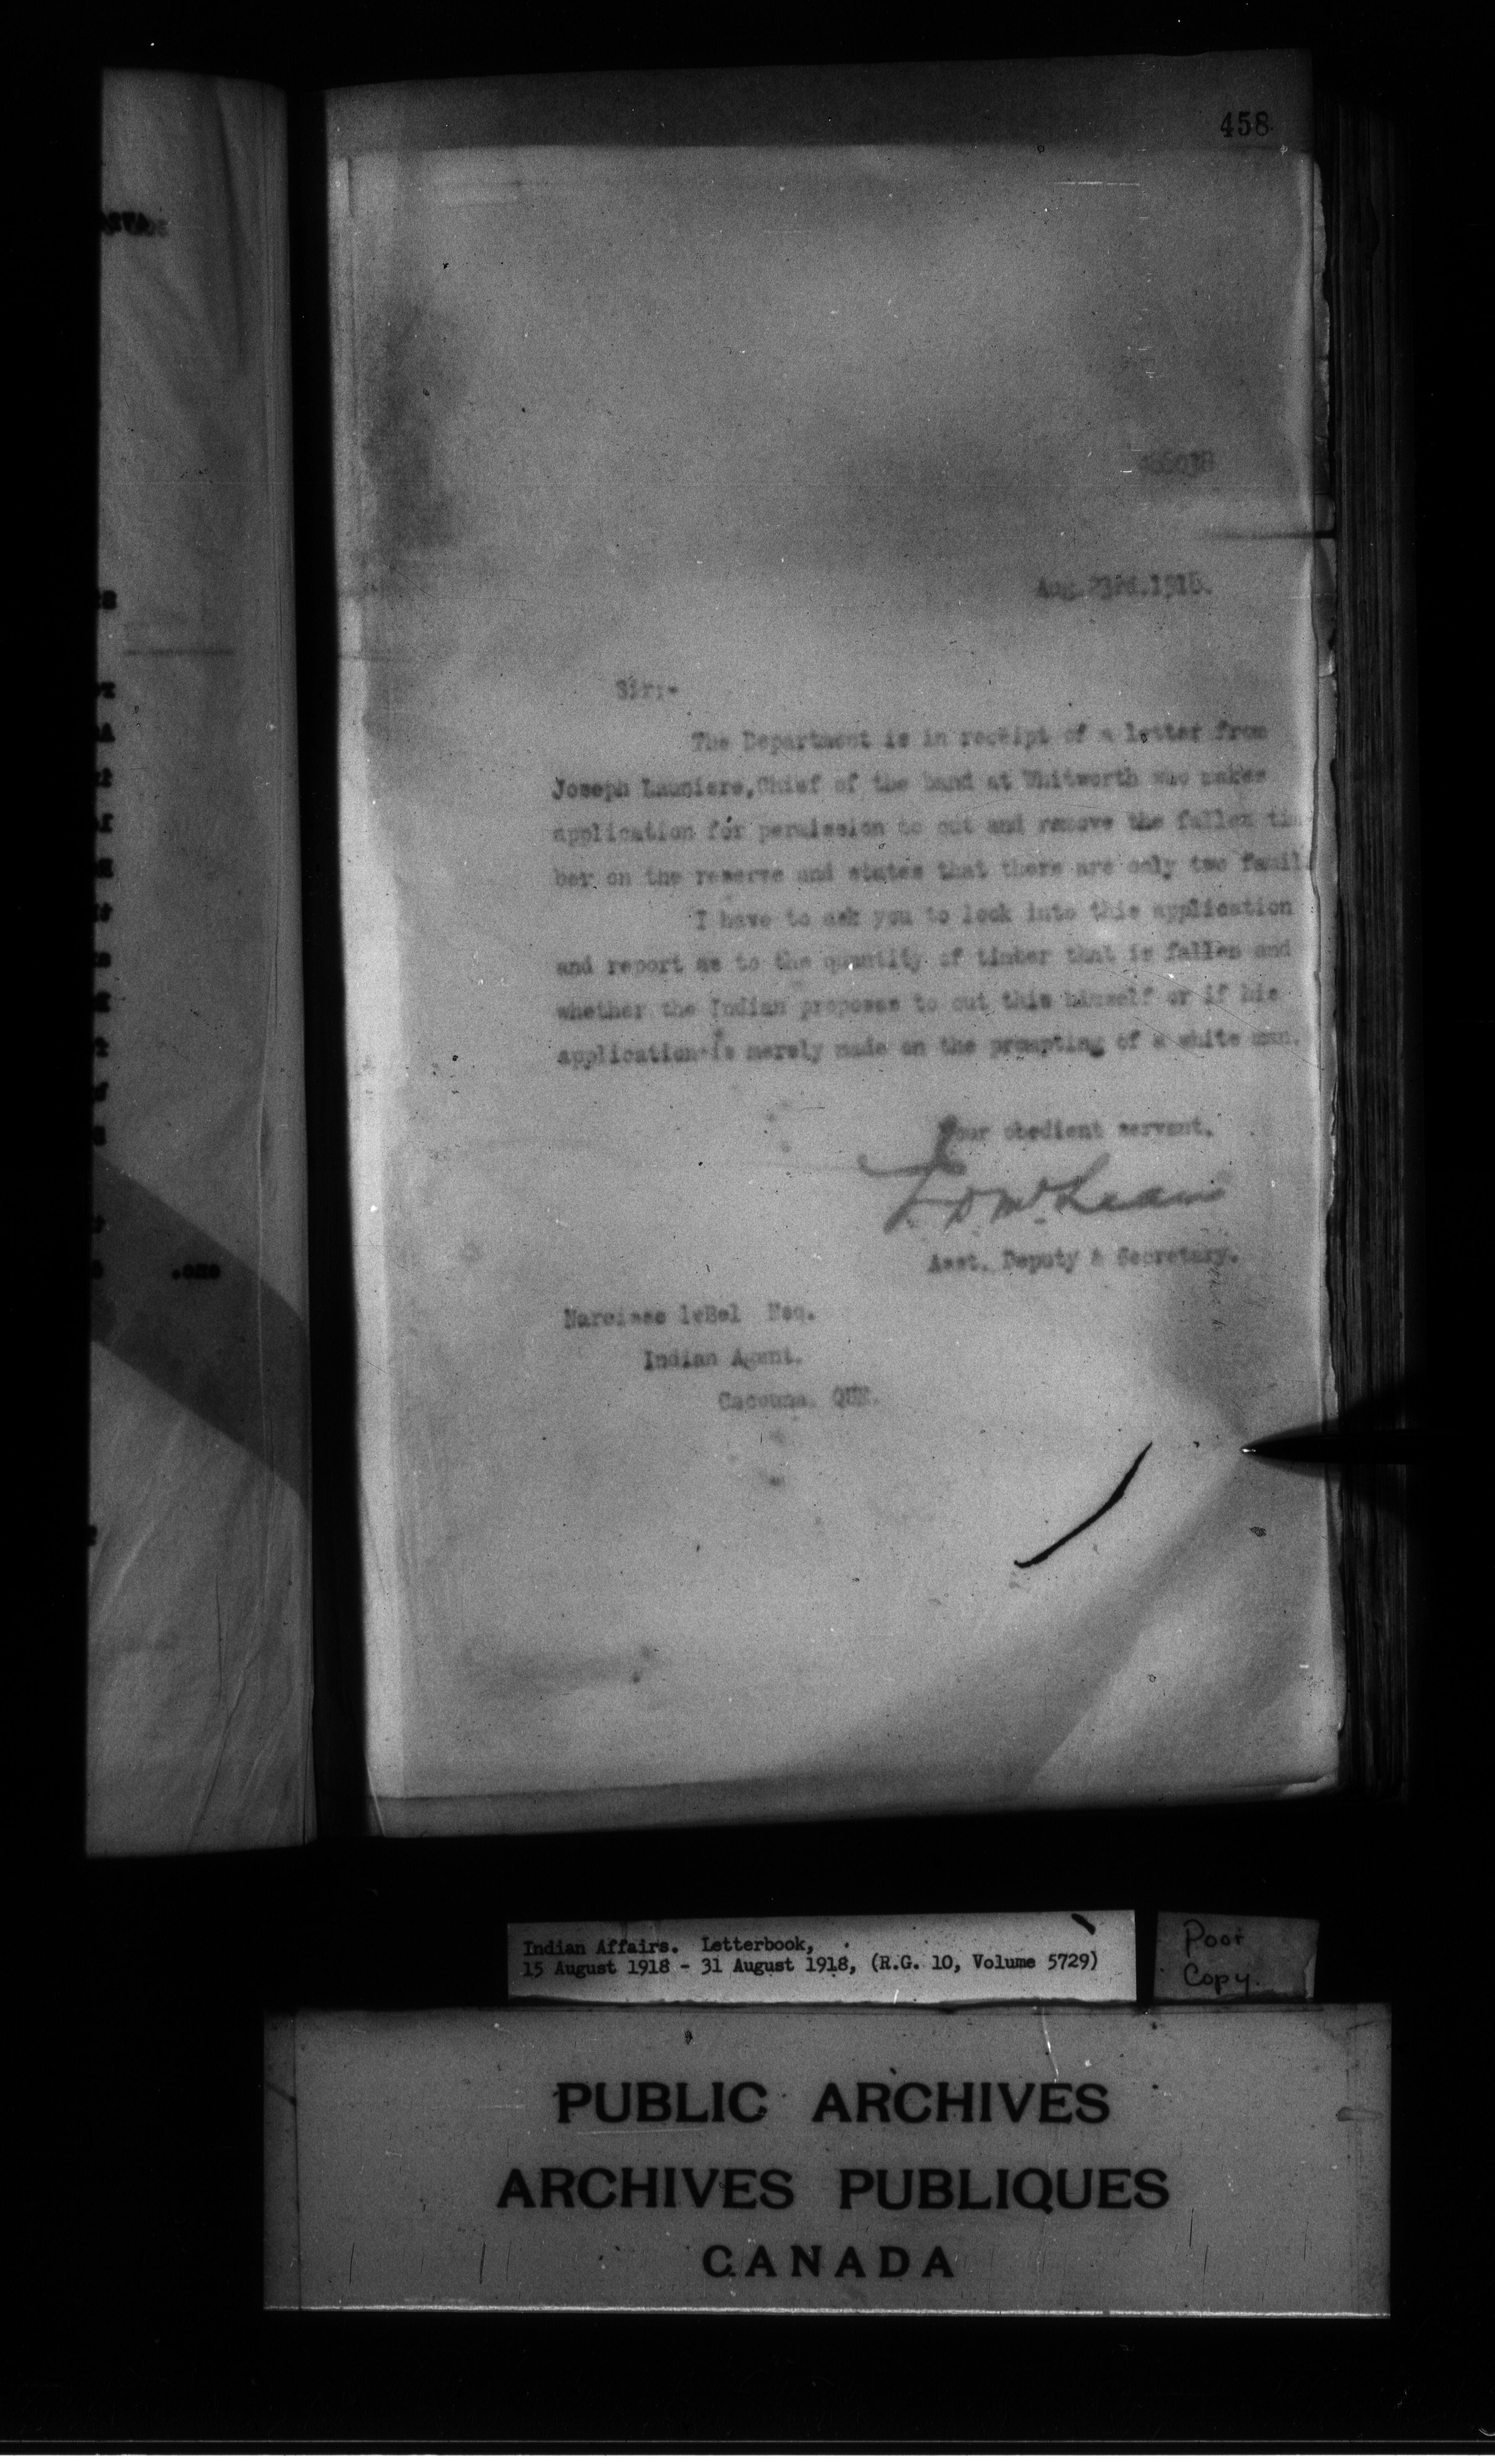 458
Aug. 23rd. 1918.
Sir:-
The Department is in receipt of a letter from
Joseph Launiere, Chief of the band at Whitworth who makes
application for permission to cut and remove the fallen tim
ber on the reserve and states that there are only two famil
I have to ask you to look into this application
and report as to the quantity of timber that is fallen and
whether the Indian proposes to cut this himself or if his
application is merely made on the prompting of a white man.
Your obedient servant.
J D McLean
Asst. Deputy & Secretary.
Narcisse leBel Esq.
Indian Agent.
Cacouna. QUE.
Indian Affairs. Letterbook,
15 August 1918 - 31 August 1918, (R.G. 10, Volume 5729)
Poor
Copy.
PUBLIC ARCHIVES
ARCHIVES PUBLIQUES
CANADA